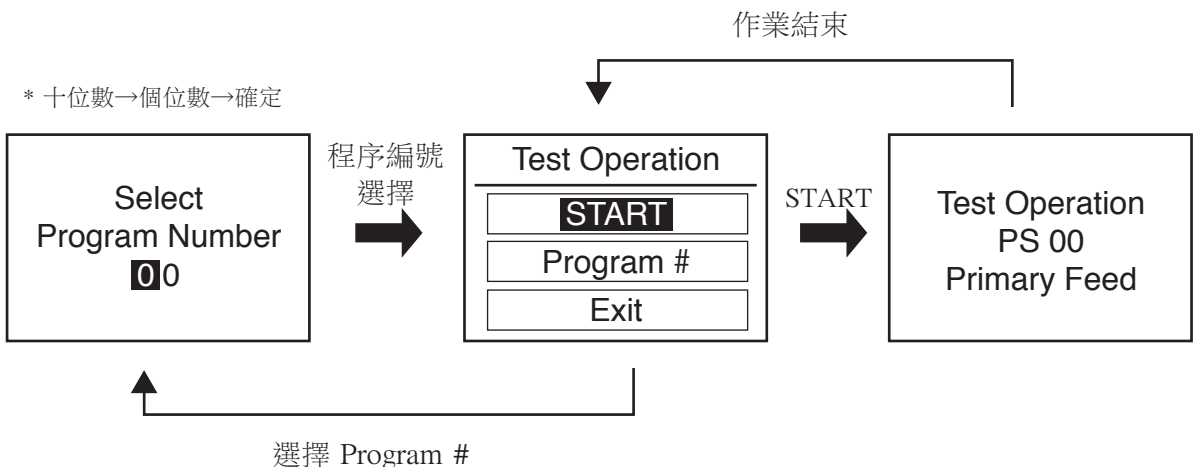 作業結束
* 十位數→個位數→確定
Select
Program Number
00
程序編號
選擇
Test Operation
START
Program #
Exit
START
Test Operation
PS 00
Primary Feed
選擇 Program #